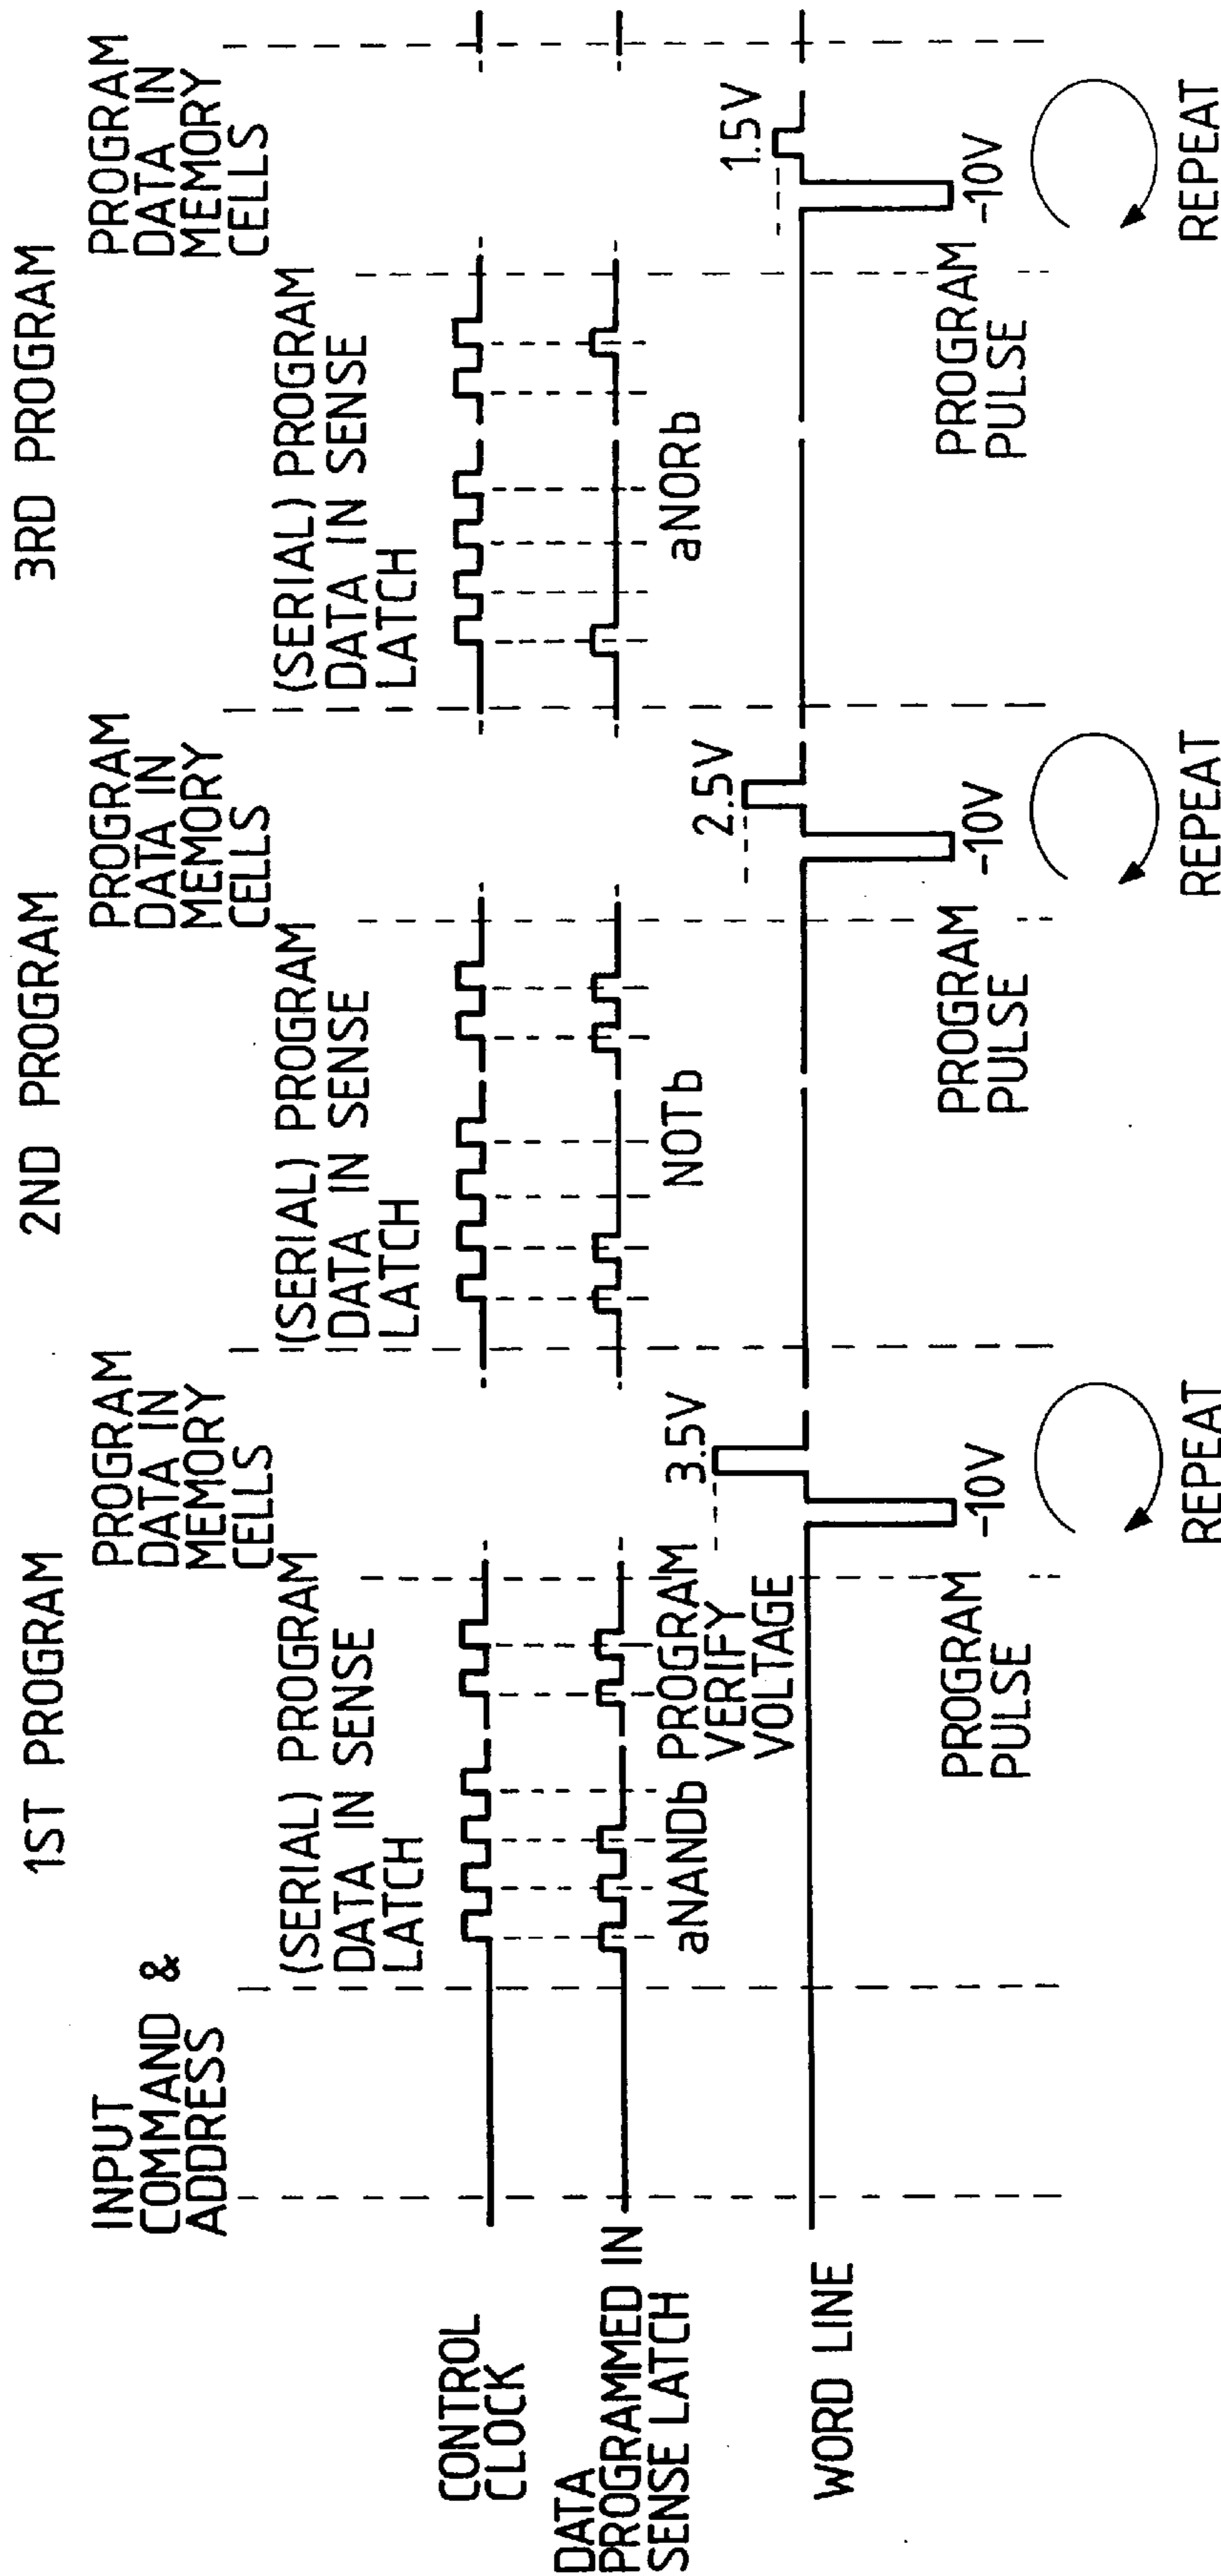 1ST PROGRAM
2ND PROGRAM
3RD PROGRAM
INPUT
COMMAND &
ADDRESS
(SERIAL) PROGRAM
DATA IN SENSE
LATCH
PROGRAM
DATA IN
MEMORY
CELLS
(SERIAL) PROGRAM
DATA IN SENSE
LATCH
PROGRAM
DATA IN
MEMORY
CELLS
(SERIAL) PROGRAM
DATA IN SENSE
LATCH
PROGRAM
DATA IN
MEMORY
CELLS
CONTROL
CLOCK
DATA
PROGRAMMED IN
SENSE LATCH
aNANDb
NOTb
aNORb
PROGRAM
VERIFY
VOLTAGE
3.5V
2.5V
1.5V
WORD LINE
PROGRAM
PULSE
-10V
PROGRAM
PULSE
-10V
PROGRAM
PULSE
-10V
REPEAT
REPEAT
REPEAT